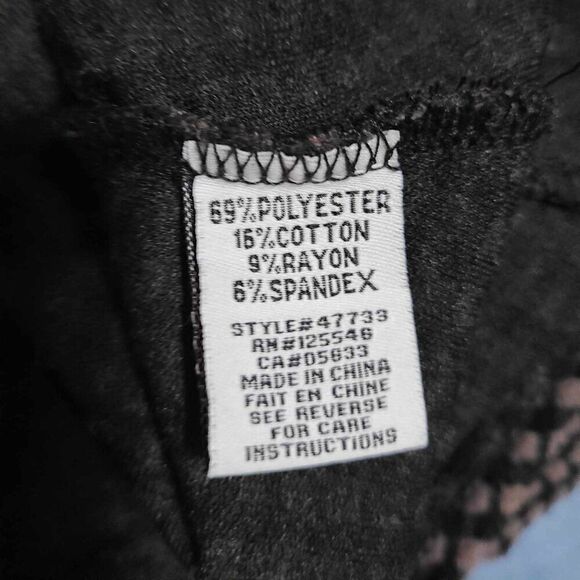 69%POLYESTER
16%COTTON
9%RAYON
6%SPANDEX
STYLE#47733
RN#125546
CA#05633
MADE IN CHINA
FAIT EN CHINE
SEE REVERSE
FOR CARE
INSTRUCTIONS